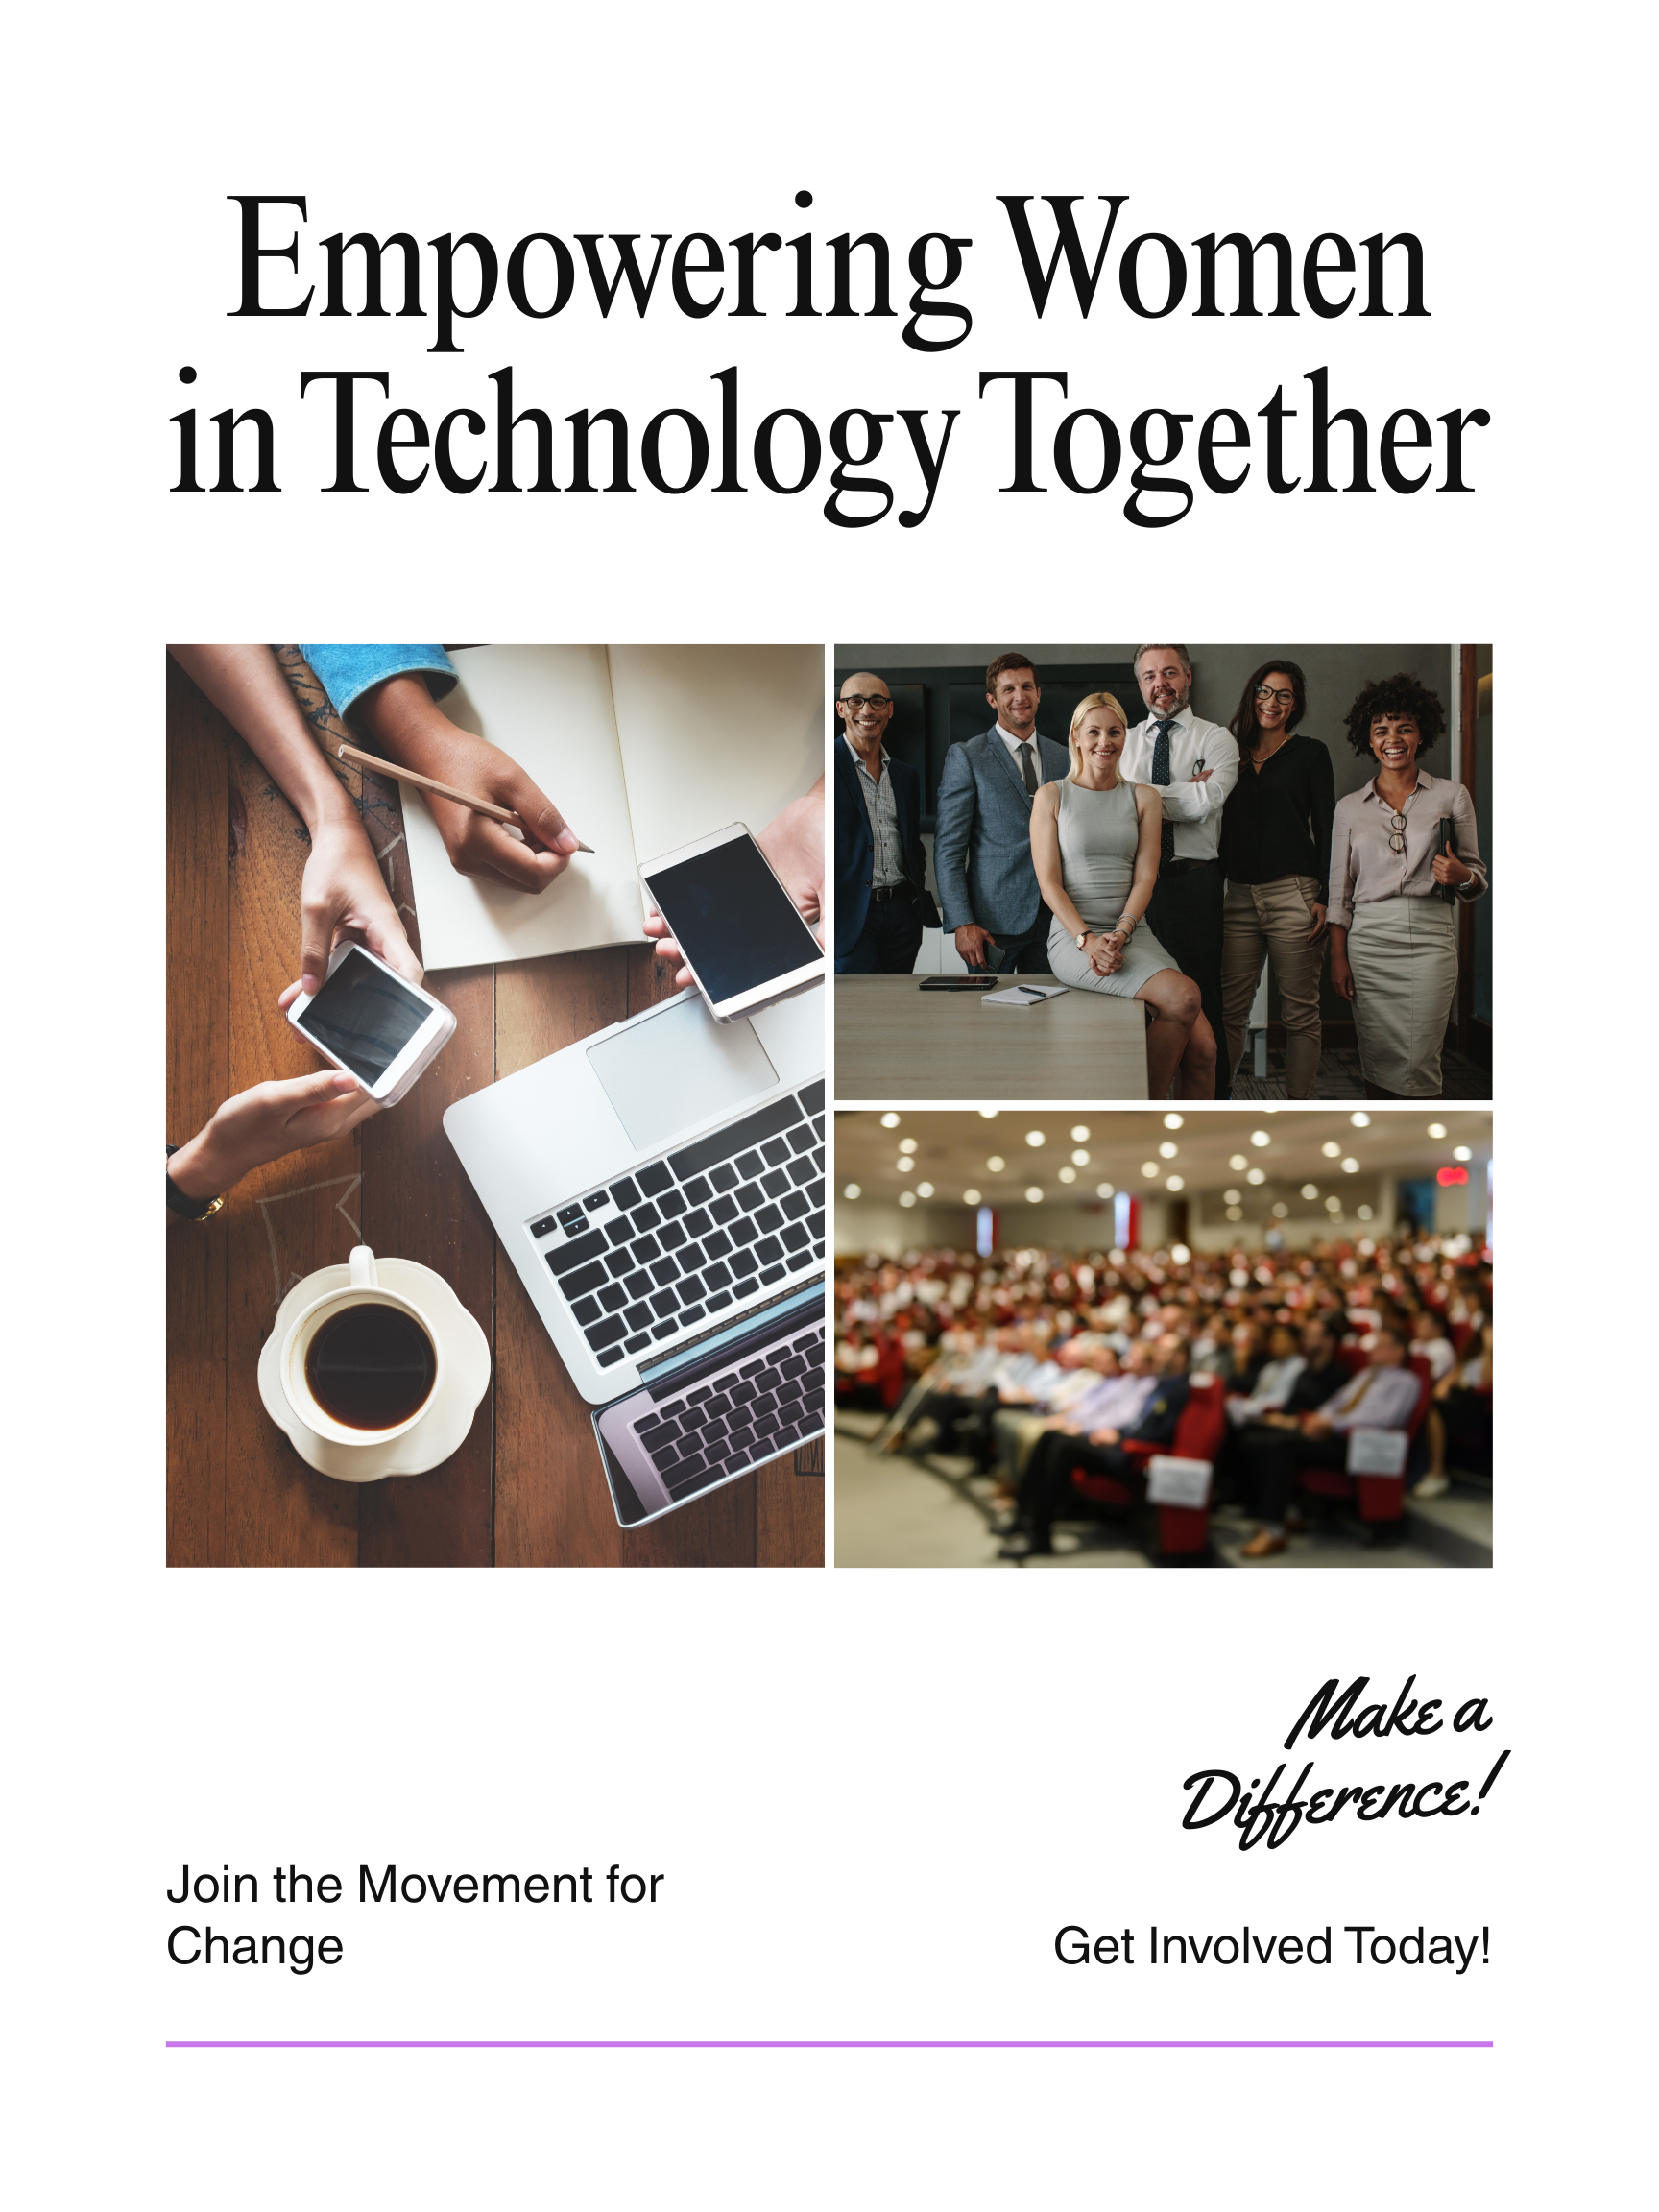 Empowering Women
in Technology Together
Make a
Difference!
Join the Movement for
Change
Get Involved Today!